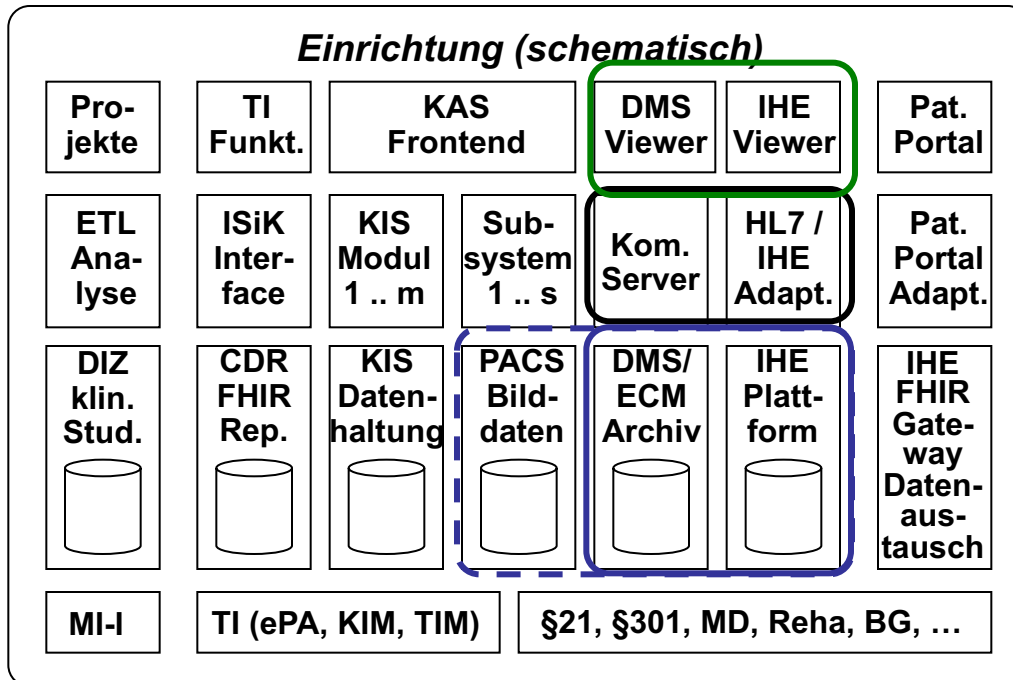 Einrichtung (schematisch)
Pro-
jekte
TI
Funkt.
KAS
Frontend
DMS
Viewer
IHE
Viewer
Pat.
Portal
ETL
Ana-
lyse
ISiK
Inter-
face
KIS
Modul
1 .. m
Sub-
system
1 .. s
Kom.
Server
HL7 /
IHE
Adapt.
Pat.
Portal
Adapt.
DIZ
klin.
Stud.
CDR
FHIR
Rep.
KIS
Daten-
haltung
PACS
Bild-
daten
DMS/
ECM
Archiv
IHE
Platt-
form
IHE
FHIR
Gate-
way
Daten-
aus-
tausch
MI-I
TI (ePA, KIM, TIM)
§21, §301, MD, Reha, BG, …